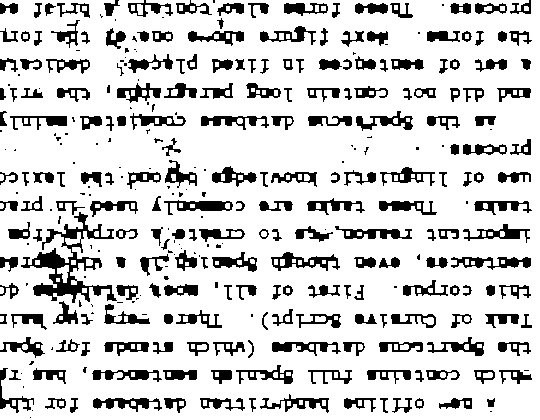 A new offline handwritten database for the
which contains full Spanish sentences, has re
the Spartacus database (which stands for Span
Task of Cursive Script). There were two main
this corpus. First of all, most databases do
sentences, even though Spanish is a widespre
important reason was to create a corpus from
tasks. These tasks are commonly used in prac
use of linguistic knowledge beyond the lexico
process.
As the Spartacus database consisted mainly
and did not contain long paragraphs, the writ
a set of sentences in fixed places: dedicate
the forms. Next figure shows one of the form
process. These forms also contain a brief se